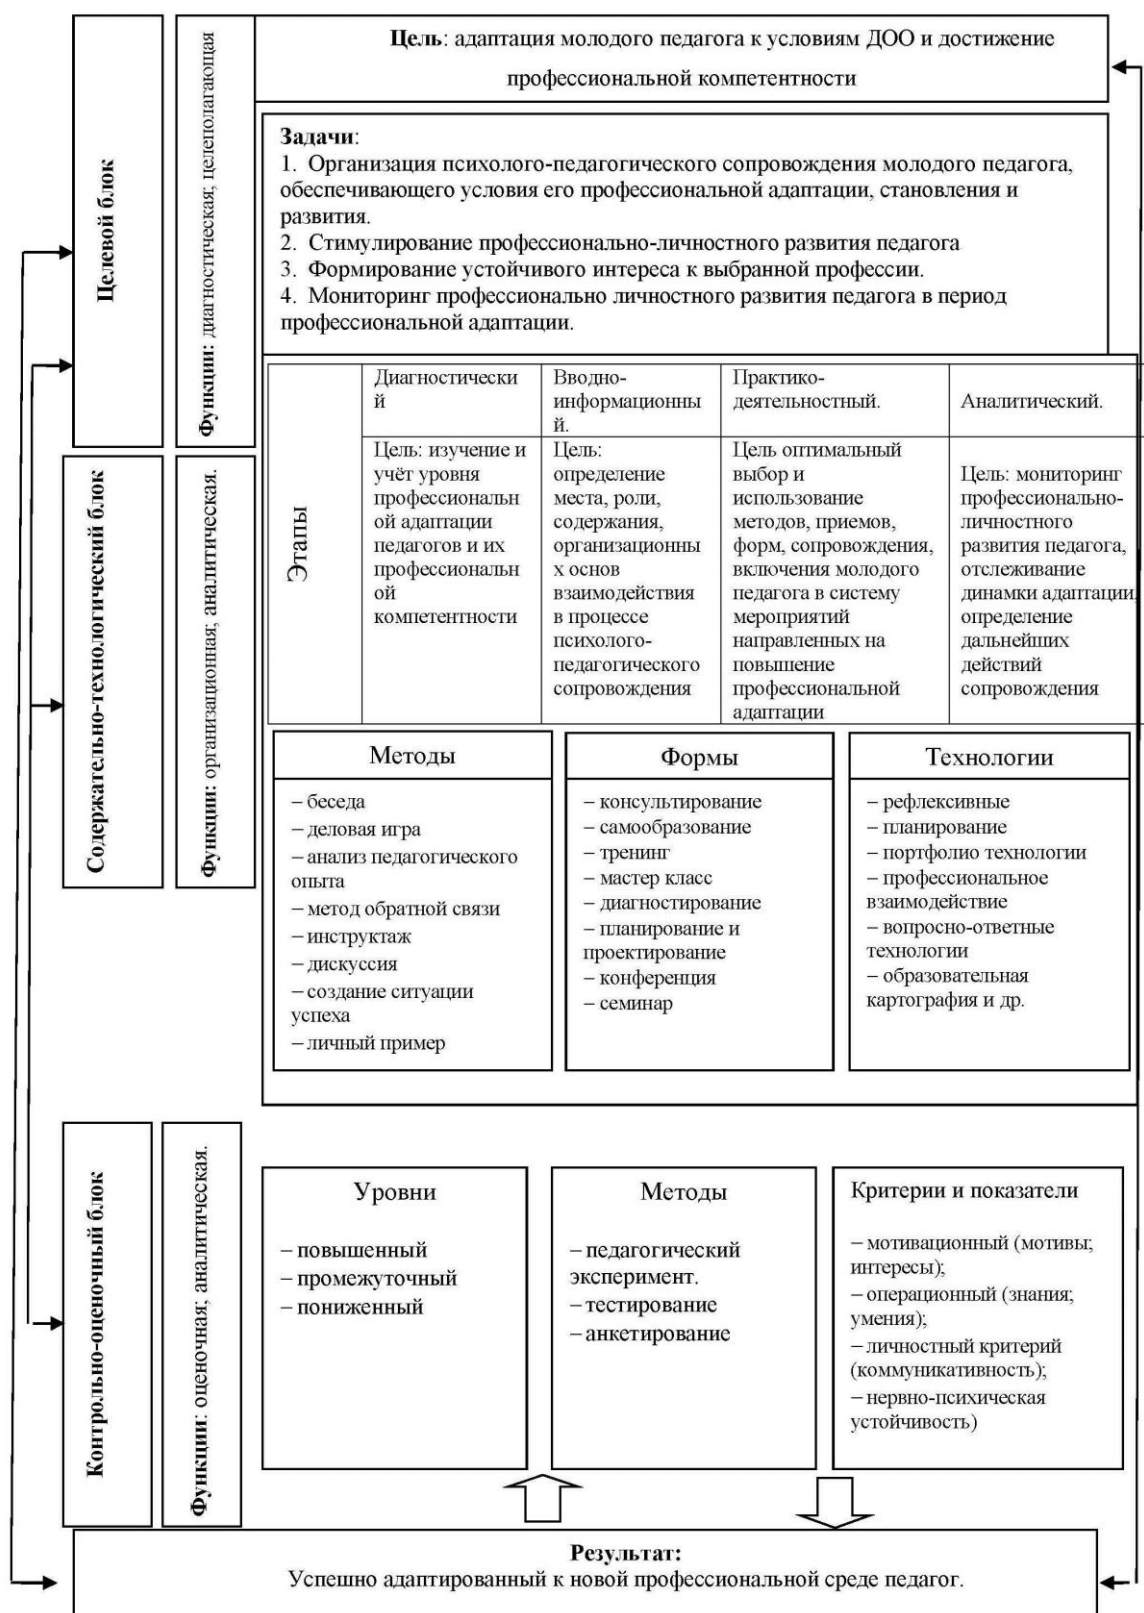 Цель: адаптация молодого педагога к условиям ДОО и достижение
профессиональной компетентности
Целевой блок
Функции: диагностическая; целеполагающая
Задачи:
1. Организация психолого-педагогического сопровождения молодого педагога,
обеспечивающего условия его профессиональной адаптации, становления и
развития.
2. Стимулирование профессионально-личностного развития педагога
3. Формирование устойчивого интереса к выбранной профессии.
4. Мониторинг профессионально личностного развития педагога в период
профессиональной адаптации.
Содержательно-технологический блок
Функции: организационная; аналитическая.
Этапы
Диагностически
й
Вводно-
информационны
й.
Практико-
деятельностный.
Аналитический.
Цель: изучение и
учёт уровня
профессиональн
ой адаптации
педагогов и их
профессиональн
ой
компетентности
Цель:
определение
места, роли,
содержания,
организационны
х основ
взаимодействия
в процессе
психолого-
педагогического
сопровождения
Цель оптимальный
выбор и
использование
методов, приемов,
форм, сопровождения,
включения молодого
педагога в систему
мероприятий
направленных на
повышение
профессиональной
адаптации
Цель: мониторинг
профессионально-
личностного
развития педагога,
отслеживание
динамки адаптации,
определение
дальнейших
действий
сопровождения
Методы
– беседа
– деловая игра
– анализ педагогического
опыта
– метод обратной связи
– инструктаж
– дискуссия
– создание ситуации
успеха
– личный пример
Формы
– консультирование
– самообразование
– тренинг
– мастер класс
– диагностирование
– планирование и
проектирование
– конференция
– семинар
Технологии
– рефлексивные
– планирование
– портфолио технологии
– профессиональное
взаимодействие
– вопросно-ответные
технологии
– образовательная
картография и др.
Контрольно-оценочный блок
Функции: оценочная; аналитическая.
Уровни
– повышенный
– промежуточный
– пониженный
Методы
– педагогический
эксперимент.
– тестирование
– анкетирование
Критерии и показатели
– мотивационный (мотивы;
интересы);
– операционный (знания;
умения);
– личностный критерий
(коммуникативность);
– нервно-психическая
устойчивость)
Результат:
Успешно адаптированный к новой профессиональной среде педагог.